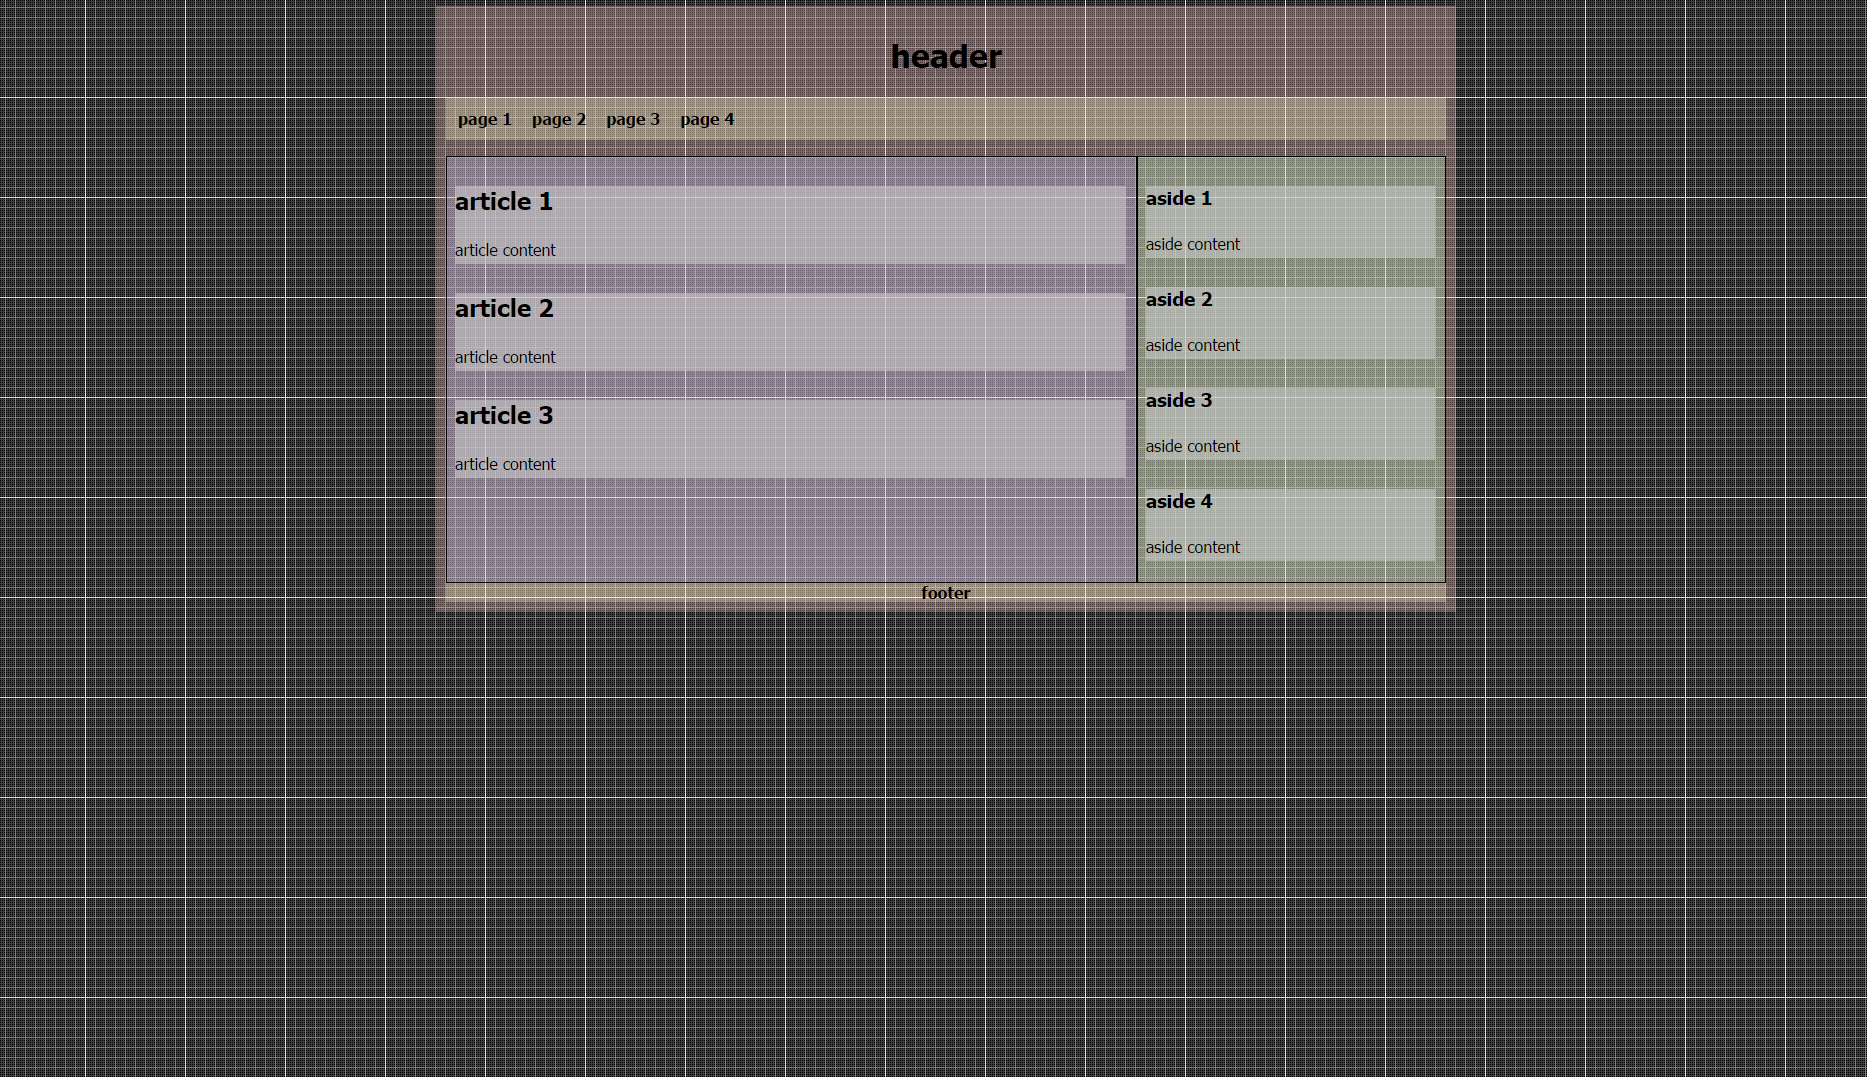 header
page 1 page 2 page 3 page 4
article 1
article content
article 2
article content
article 3
article content
aside 1
aside content
aside 2
aside content
aside 3
aside content
aside 4
aside content
footer